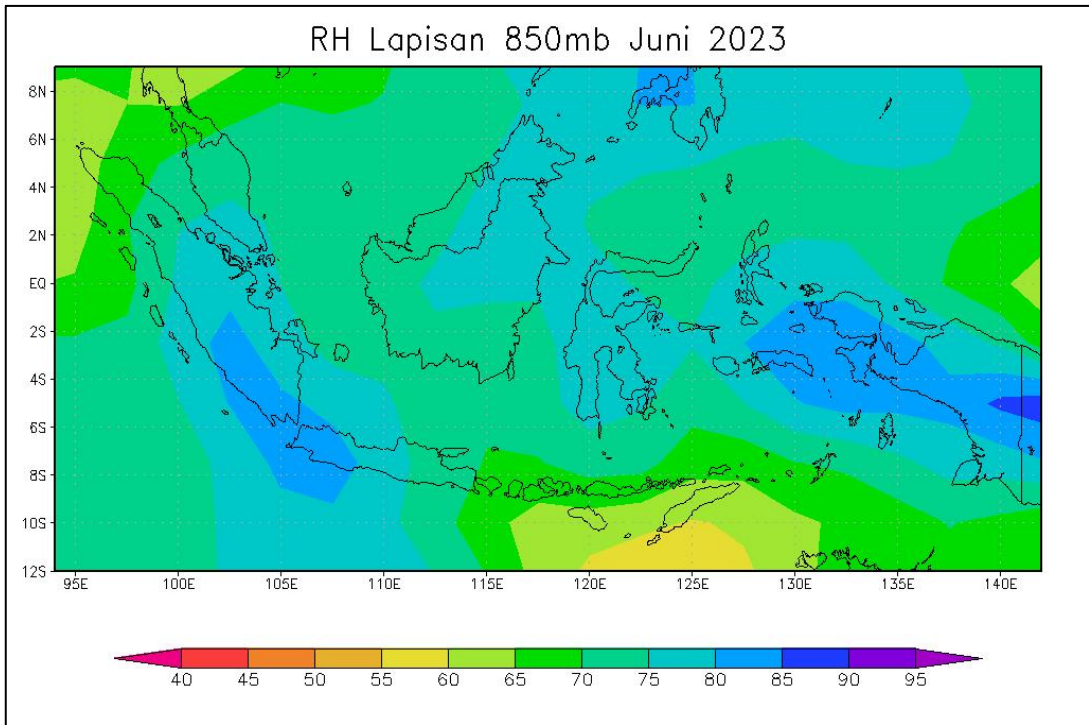 RH Lapisan 850mb Juni 2023
8N
6N
4N
2N
EQ
2S
4S
6S
8S
10S
12S
95E 100E 105E 110E 115E 120E 125E 130E 135E 140E
40 45 50 55 60 65 70 75 80 85 90 95